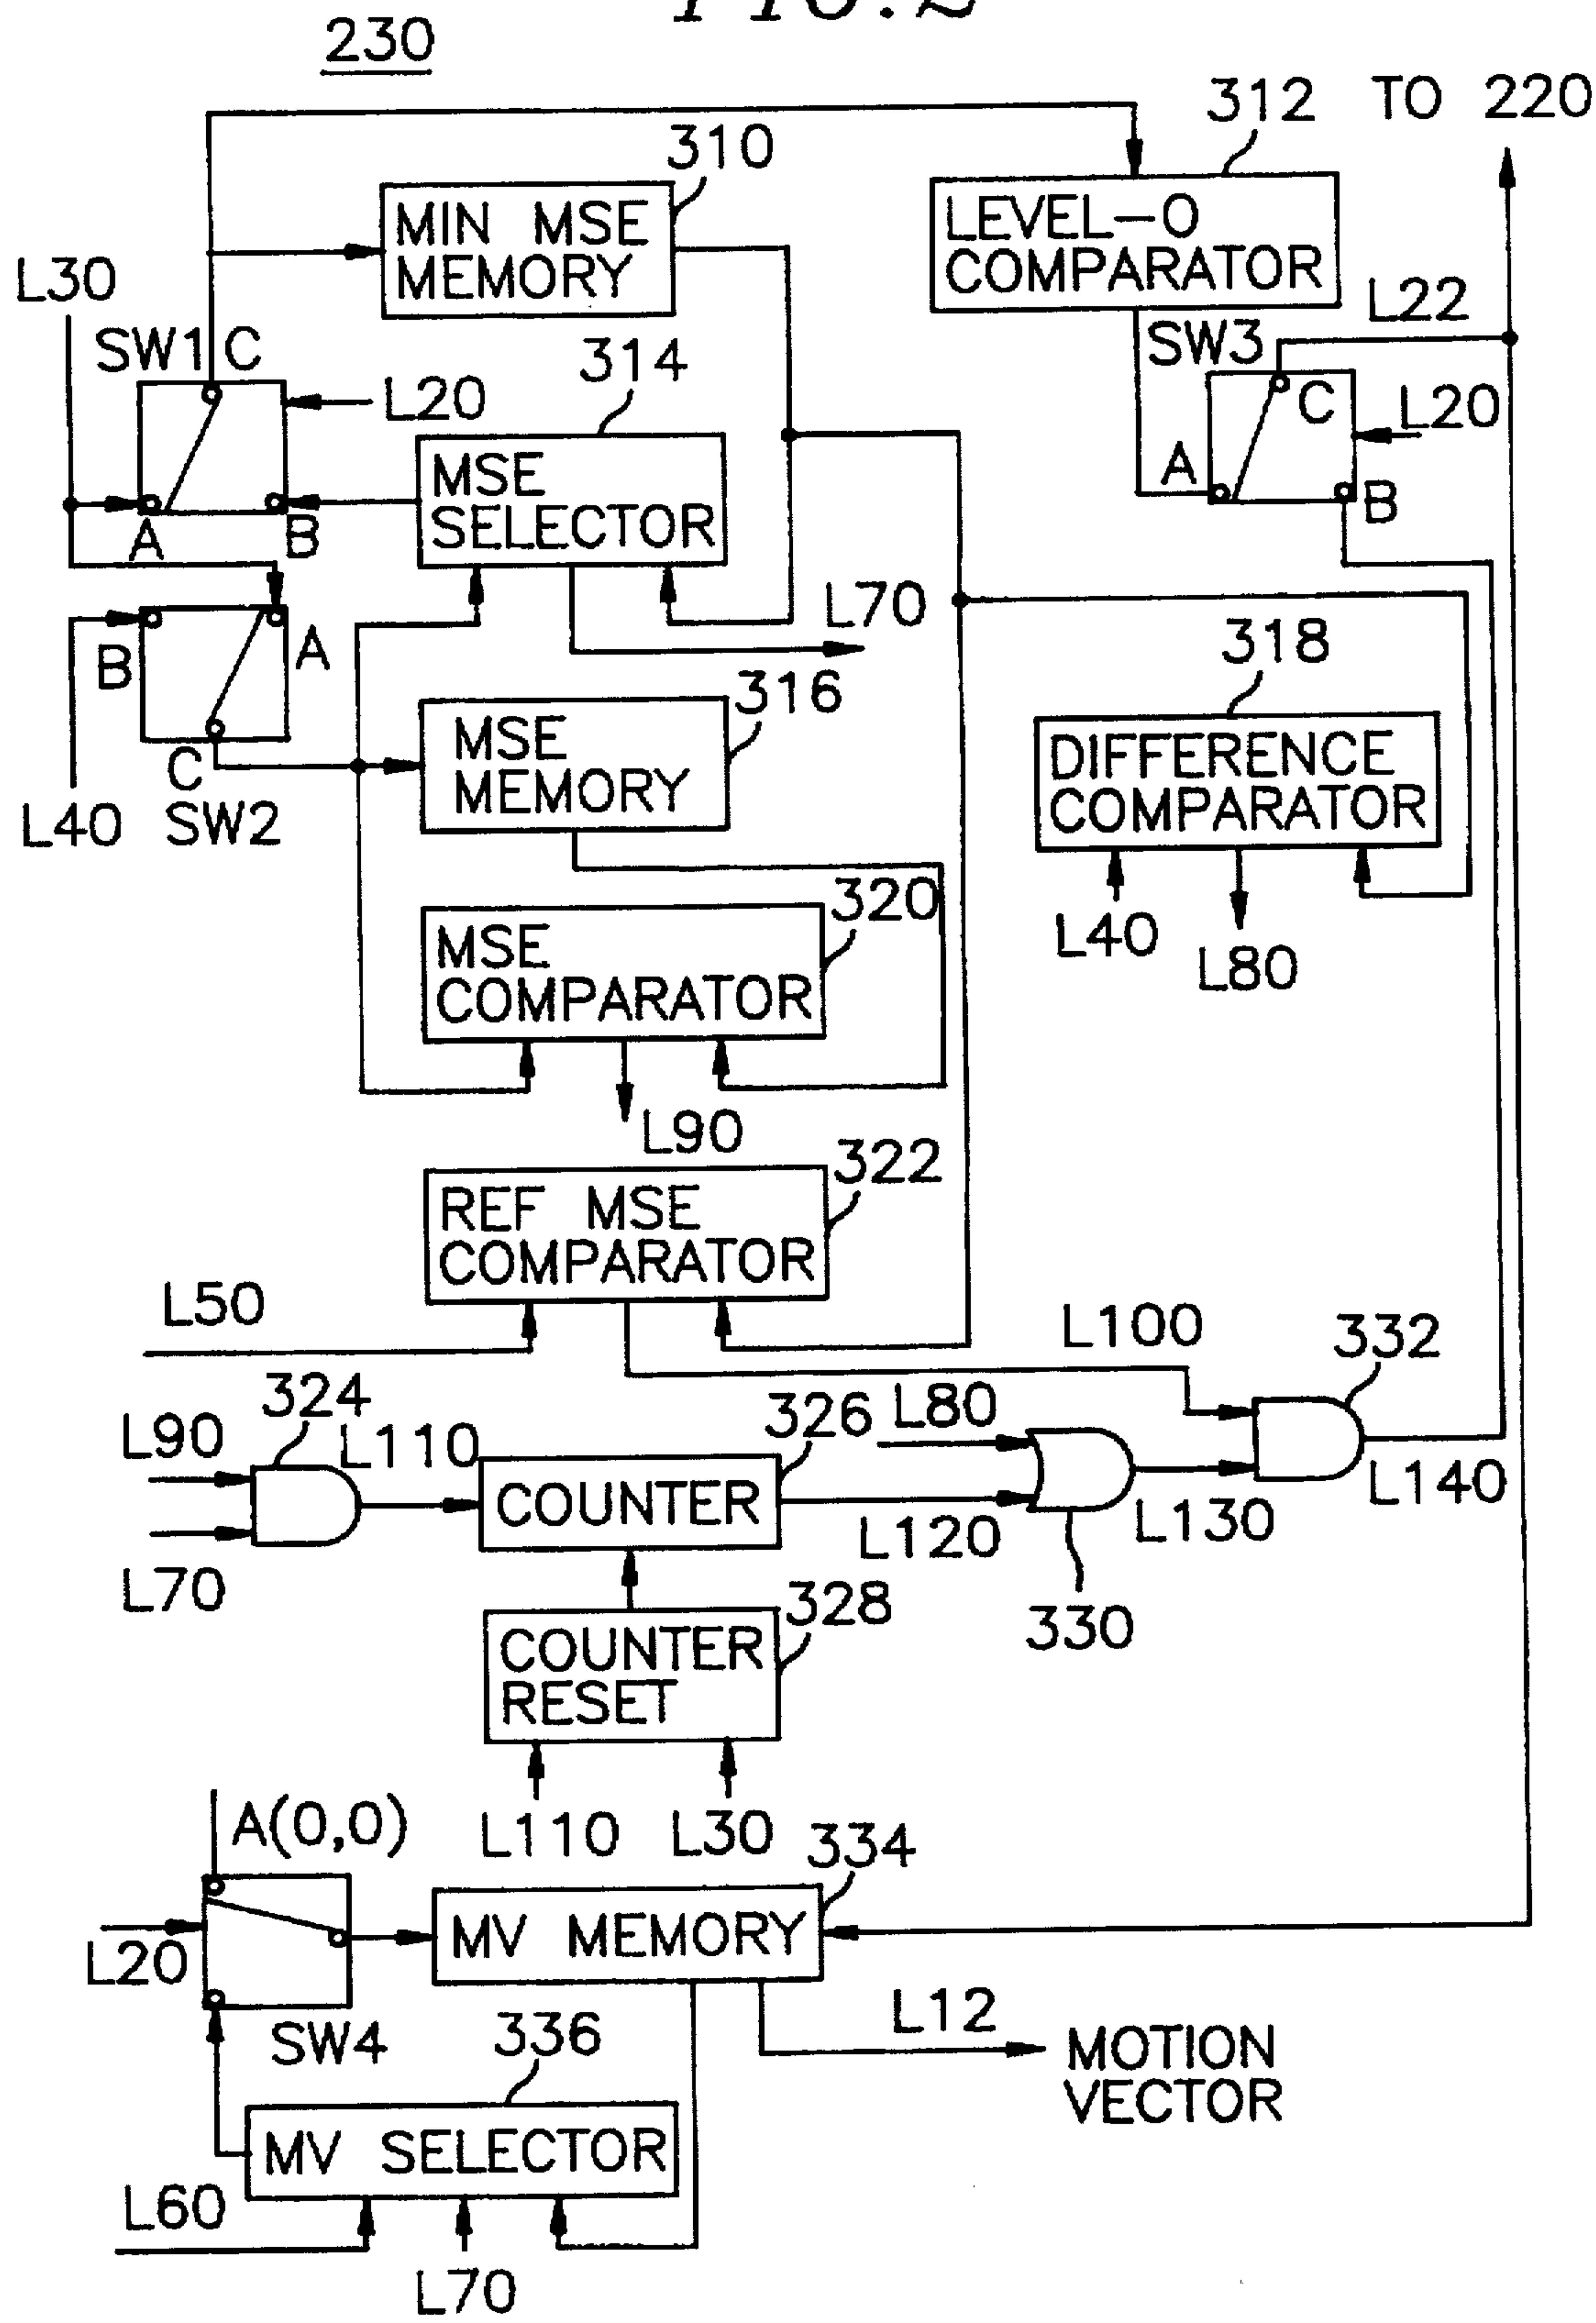 FIG. 2
230
312 TO 220
310
MIN MSE
MEMORY
LEVEL-0
COMPARATOR
L30
L22
SW1 C
314
SW3
L20
C
L20
MSE
SELECTOR
A
B
A
B
L70
B
A
318
316
MSE
MEMORY
DIFFERENCE
COMPARATOR
C
L40
SW2
320
MSE
COMPARATOR
L40
L80
L90
322
REF MSE
COMPARATOR
L50
L100
332
324
326
L80
L90
L110
COUNTER
L140
L120
L130
L70
328
330
COUNTER
RESET
A(0,0)
L110
L30
334
MV MEMORY
L20
L12
SW4
336
MOTION
VECTOR
MV SELECTOR
L60
L70